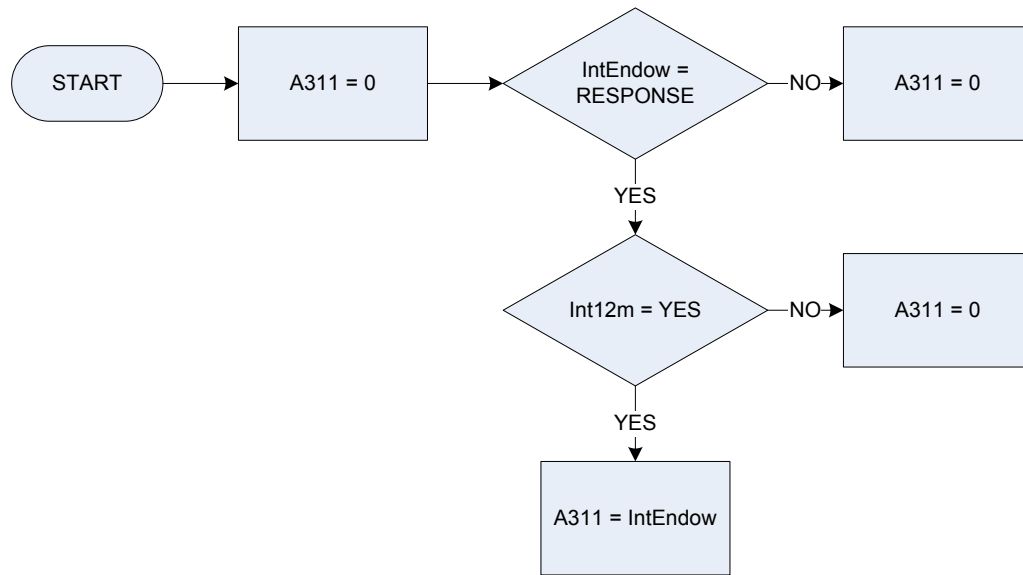 START
A311 = 0
IntEndow =
RESPONSE
NO
A311 = 0
YES
Int12m = YES
NO
A311 = 0
YES
A311 = IntEndow